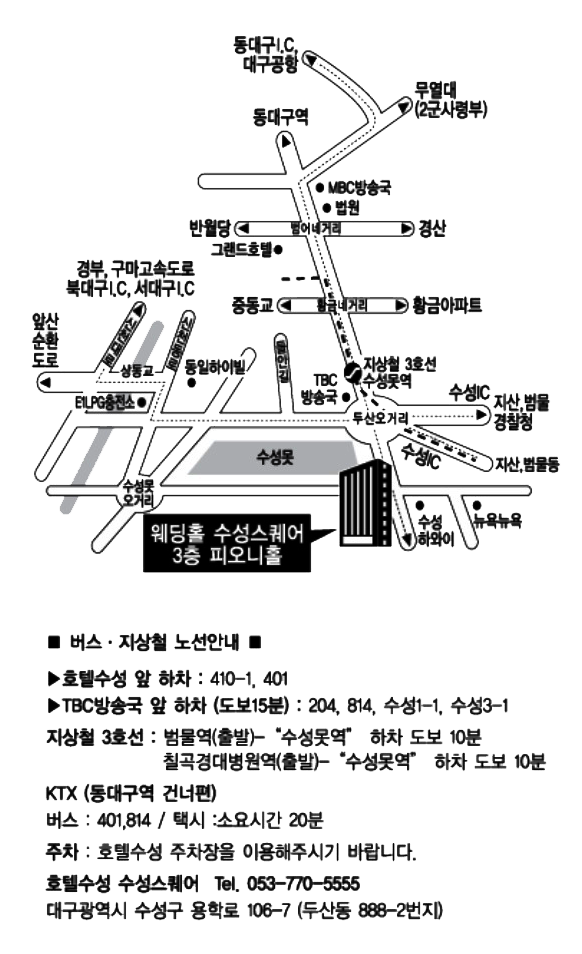 동대구I.C,
대구공항
무열대
(2군사령부)
동대구역
MBC방송국
법원
반월당
범어네거리
경산
그랜드호텔
경부, 구마고속도로
북대구I.C, 서대구I.C
중동교
황금네거리
황금아파트
앞산
순환
도로
신천대로
신천동로
들안길
상동교
동일하이빌
지상철 3호선
수성못역
TBC
방송국
E1LPG충전소
두산오거리
수성IC
지산,범물
경찰청
수성IC
지산,범물동
수성못
수성못
오거리
웨딩홀 수성스퀘어
3층 피오니홀
수성
하와이
뉴욕뉴욕
■ 버스 · 지상철 노선안내 ■
▶호텔수성 앞 하차 : 410-1, 401
▶TBC방송국 앞 하차 (도보15분) : 204, 814, 수성1-1, 수성3-1
지상철 3호선 : 범물역(출발)- “수성못역” 하차 도보 10분
칠곡경대병원역(출발)- “수성못역” 하차 도보 10분
KTX (동대구역 건너편)
버스 : 401,814 / 택시 :소요시간 20분
주차 : 호텔수성 주차장을 이용해주시기 바랍니다.
호텔수성 수성스퀘어 Tel. 053-770-5555
대구광역시 수성구 용학로 106-7 (두산동 888-2번지)